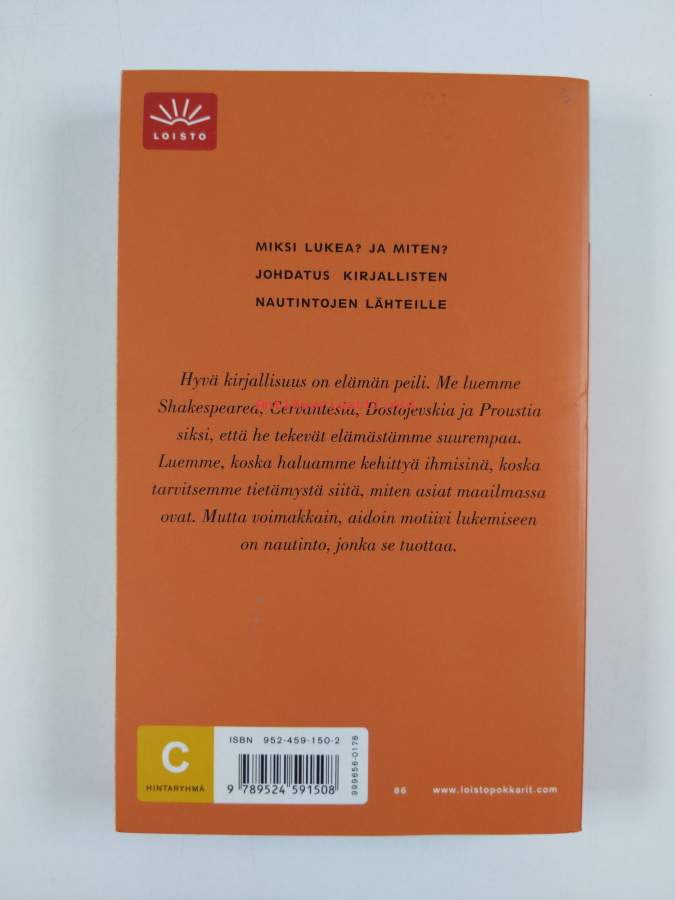 LOISTO
MIKSI LUKEA? JA MITEN?
JOHDATUS KIRJALLISTEN
NAUTINTOJEN LÄHTEILLE
Hyvä kirjallisuus on elämän peili. Me luemme
Shakespearea, Cervantesia, Dostojevskia ja Proustia
siksi, että he tekevät elämästämme suurempaa.
Luemme, koska haluamme kehittyä ihmisinä, koska
tarvitsemme tietämystä siitä, miten asiat maailmassa
ovat. Mutta voimakkain, aidoin motiivi lukemiseen
on nautinto, jonka se tuottaa.
C
HINTARYHMÄ
ISBN 952-459-150-2
9 789524 591508
999656-0178
86 www.loistopokkarit.com